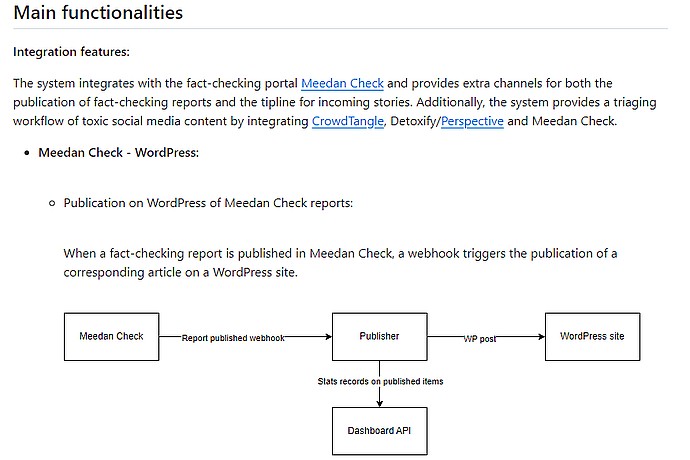 Main functionalities
Integration features:
The system integrates with the fact-checking portal Meedan Check and provides extra channels for both the
publication of fact-checking reports and the tipline for incoming stories. Additionally, the system provides a triaging
workflow of toxic social media content by integrating CrowdTangle, Detoxify/Perspective and Meedan Check.
Meedan Check - WordPress:
Publication on WordPress of Meedan Check reports:
When a fact-checking report is published in Meedan Check, a webhook triggers the publication of a
corresponding article on a WordPress site.
Meedan Check
Report published webhook
Publisher
WP post
WordPress site
Stats records on published items
Dashboard API